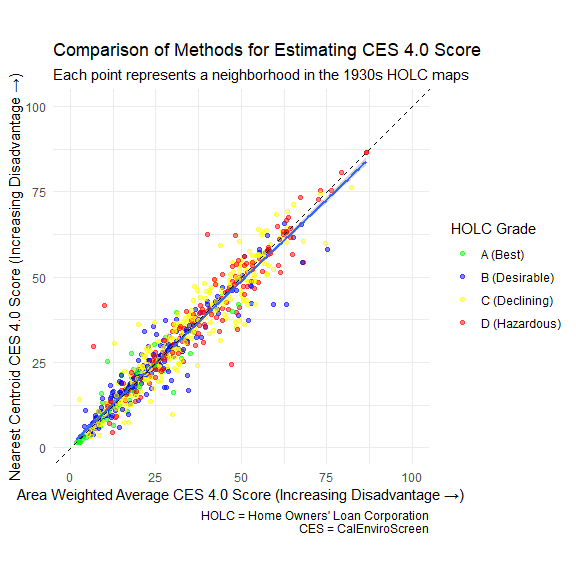 Comparison of Methods for Estimating CES 4.0 Score
Each point represents a neighborhood in the 1930s HOLC maps
Nearest Centroid CES 4.0 Score (Increasing Disadvantage →)
100
75
50
25
0
0 25 50 75 100
Area Weighted Average CES 4.0 Score (Increasing Disadvantage →)
HOLC Grade
A (Best)
B (Desirable)
C (Declining)
D (Hazardous)
HOLC = Home Owners' Loan Corporation
CES = CalEnviroScreen